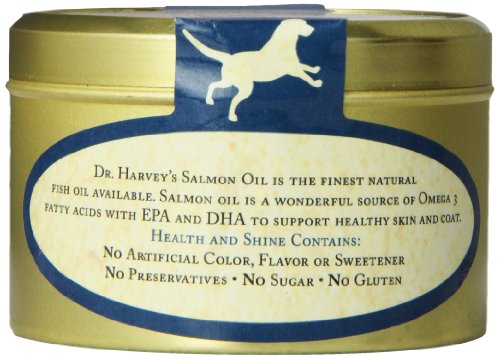 Dr. Harvey's Salmon Oil is the finest natural
fish oil available. Salmon oil is a wonderful source of Omega 3
fatty acids with EPA and DHA to support healthy skin and coat.
Health and Shine Contains:
No Artificial Color, Flavor or Sweetener
No Preservatives • No Sugar • No Gluten